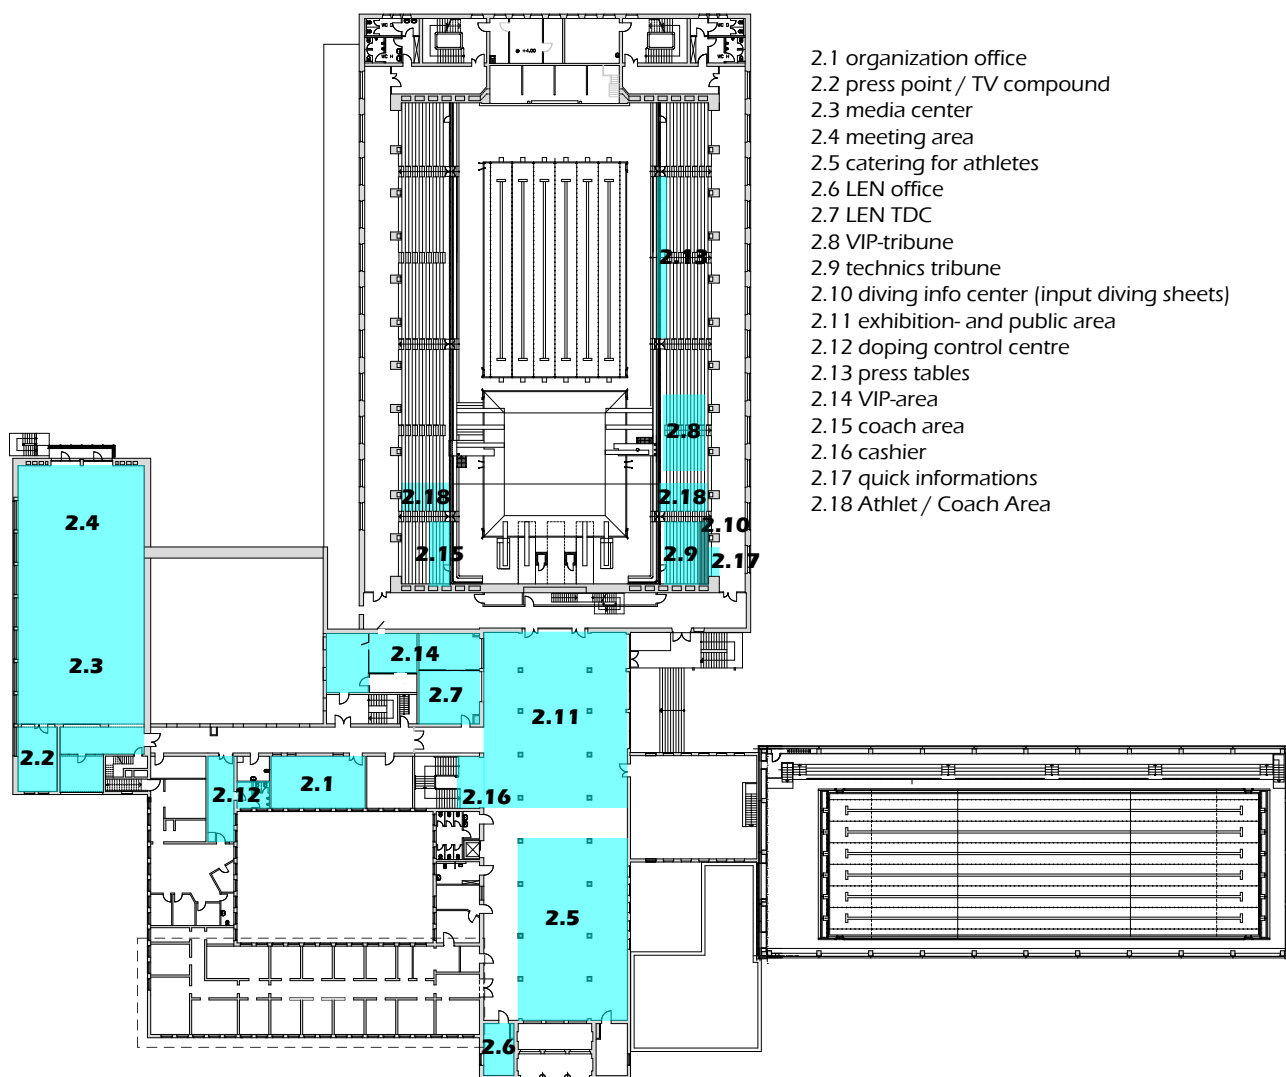 WC D
WC H
+4.00
WC D
WC H
2.1 organization office
2.2 press point / TV compound
2.3 media center
2.4 meeting area
2.5 catering for athletes
2.6 LEN office
2.7 LEN TDC
2.8 VIP-tribune
2.9 technics tribune
2.10 diving info center (input diving sheets)
2.11 exhibition- and public area
2.12 doping control centre
2.13 press tables
2.14 VIP-area
2.15 coach area
2.16 cashier
2.17 quick informations
2.18 Athlet / Coach Area
2.13
2.8
2.18
2.18
2.10
2.15
2.9
2.17
2.4
2.3
2.14
2.7
2.11
2.2
2.12
2.1
2.16
2.5
2.6